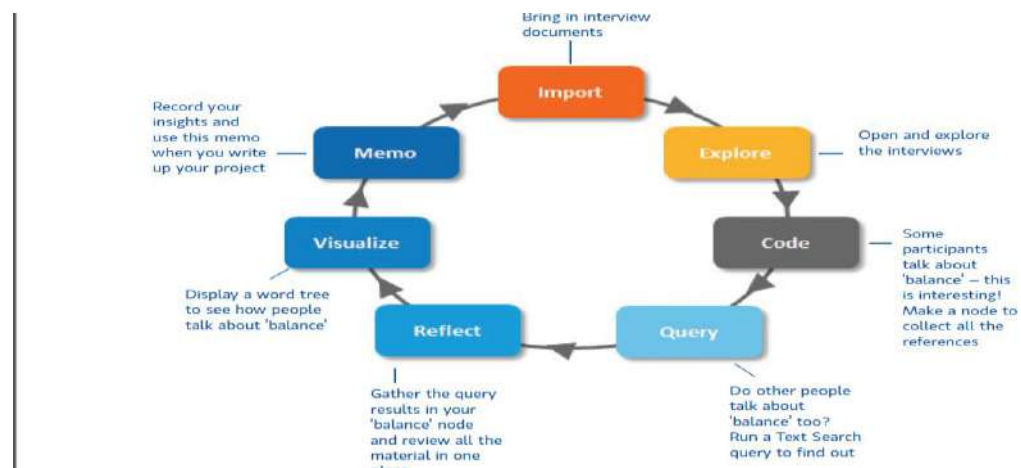 Bring in interview
documents
Import
Explore
Open and explore
the interviews
Code
Some
participants
talk about
'balance' – this
is interesting!
Make a node to
collect all the
references
Query
Do other people
talk about
'balance' too?
Run a Text Search
query to find out
Reflect
Gather the query
results in your
'balance' node
and review all the
material in one
Visualize
Display a word tree
to see how people
talk about 'balance'
Memo
Record your
insights and
use this memo
when you write
up your project